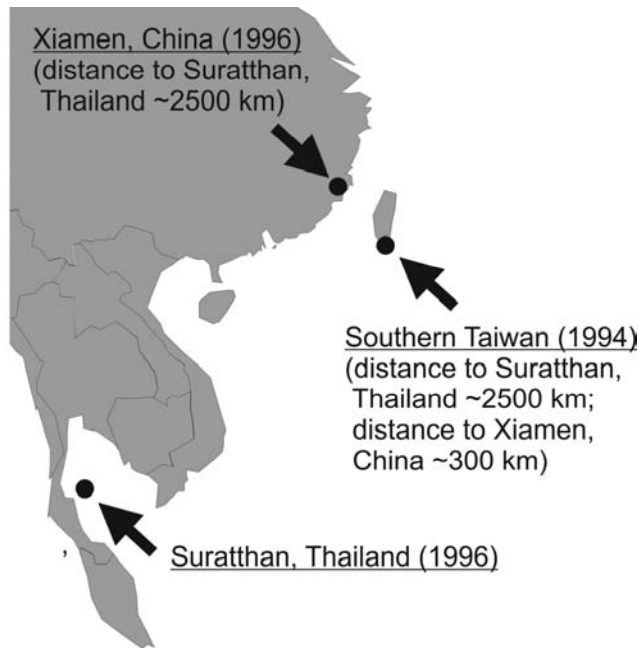 Xiamen, China (1996)
(distance to Suratthan,
Thailand ~2500 km)
Southern Taiwan (1994)
(distance to Suratthan,
Thailand ~2500 km;
distance to Xiamen,
China ~300 km)
,
Suratthan, Thailand (1996)